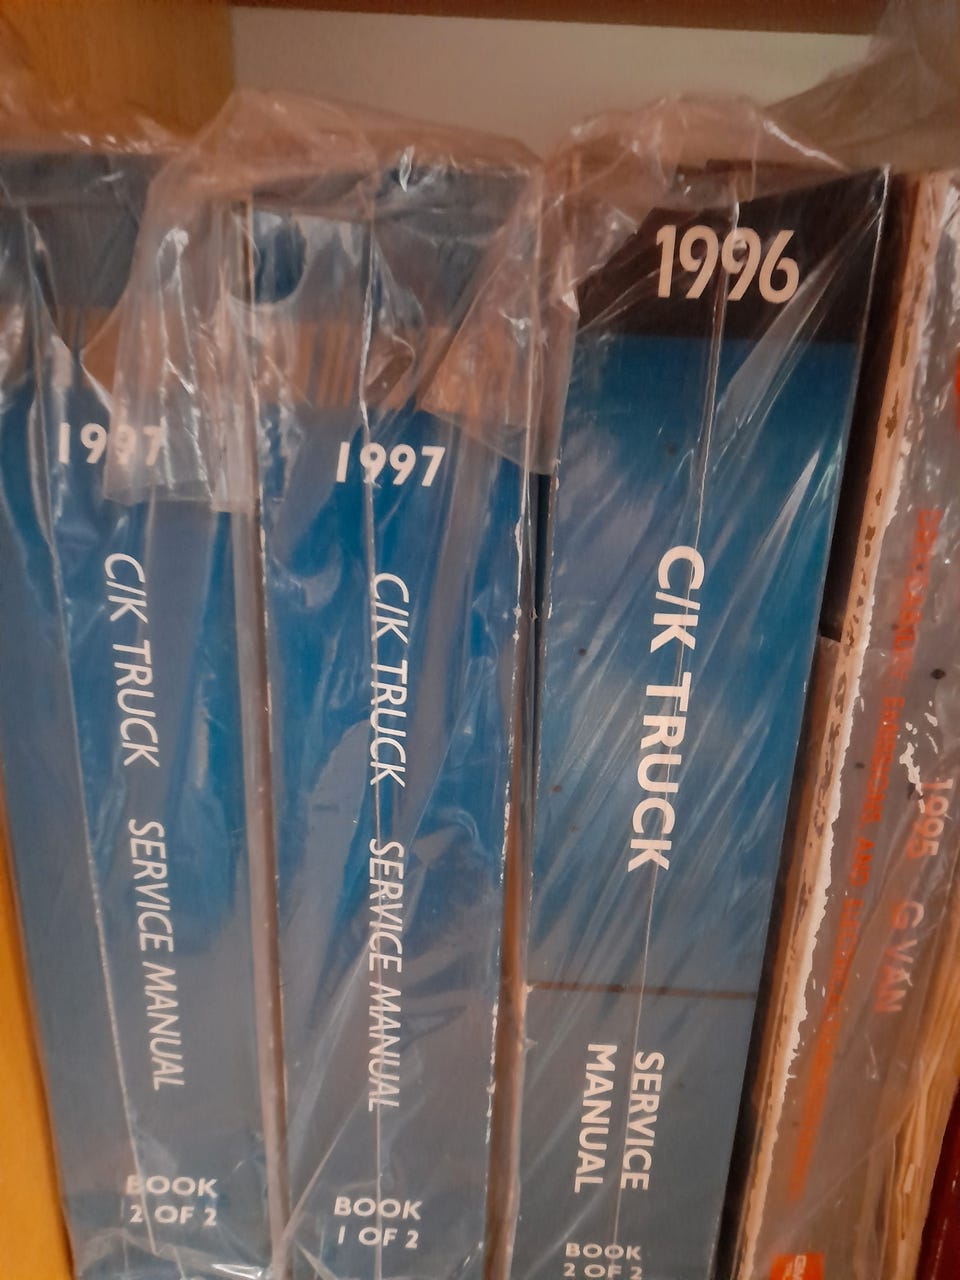 1997
C/K TRUCK SERVICE MANUAL
BOOK
2 OF 2
1997
C/K TRUCK SERVICE MANUAL
BOOK
1 OF 2
1996
C/K TRUCK
SERVICE
MANUAL
BOOK
2 OF 2
1995 G VAN